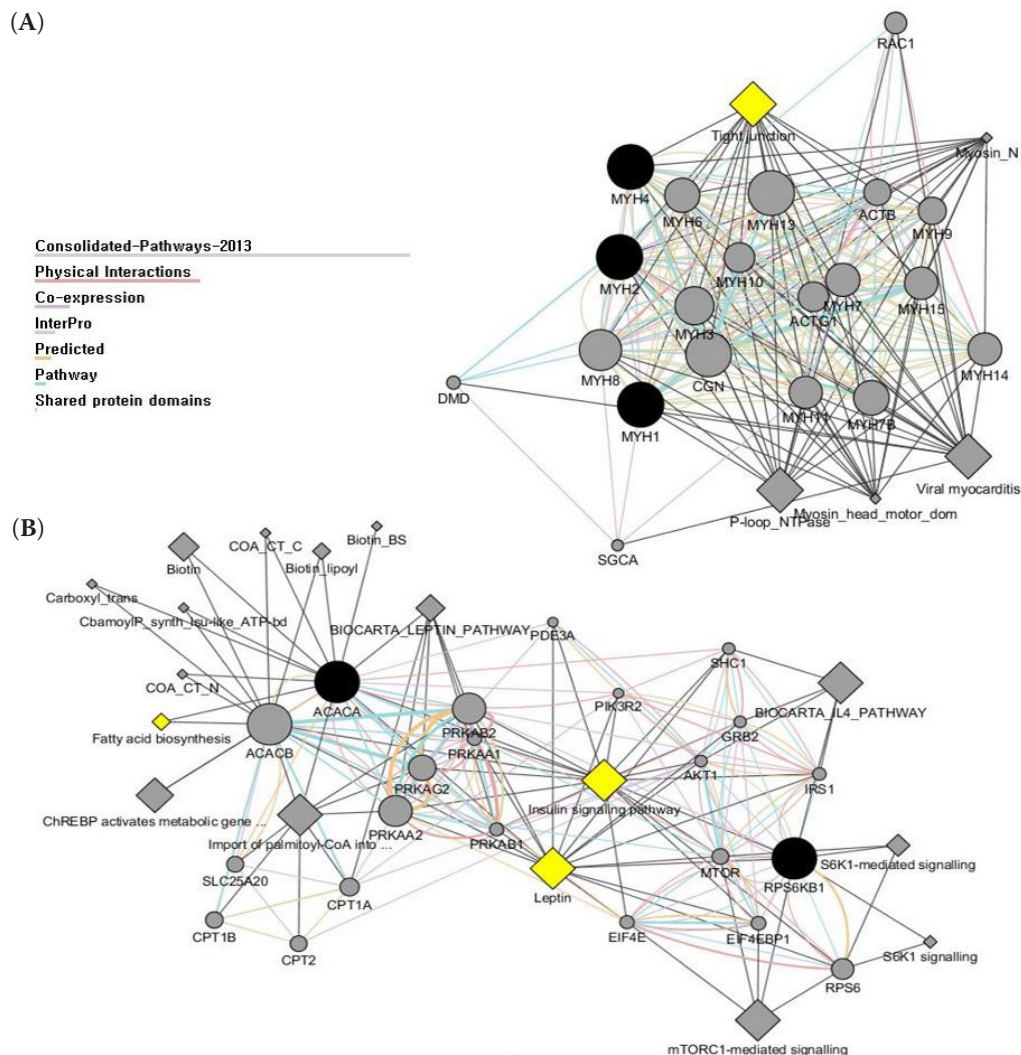 (A)
RAC1
Tight junction
Myosin_N
MYH4
MYH6
MYH13
ACTB
MYH9
Consolidated-Pathways-2013
Physical Interactions
Co-expression
InterPro
Predicted
Pathway
Shared protein domains
MYH2
MYH10
MYH7
MYH15
ACTG1
MYH3
MYH8
CGN
MYH14
DMD
MYH1
MYH11
MYH7B
Viral myocarditis
P-loop_NTPase
Myosin_head_motor_dom
SGCA
(B)
COA_CT_C
Biotin_BS
Biotin
Biotin_lipoyl
Carboxyl_trans
CbamoylP_synth_lsu-like_ATP-bd
BIOCARTA_LEPTIN_PATHWAY
PDE3A
SHC1
COA_CT_N
ACACA
PIK3R2
BIOCARTA_IL4_PATHWAY
Fatty acid biosynthesis
ACACB
PRKAB2
GRB2
PRKAA1
AKT1
IRS1
PRKAG2
Insulin signaling pathway
ChREBP activates metabolic gene ...
Import of palmitoyl-CoA into ...
PRKAA2
PRKAB1
S6K1-mediated signalling
MTOR
RPS6KB1
SLC25A20
CPT1A
Leptin
CPT1B
EIF4E
EIF4EBP1
CPT2
S6K1 signalling
RPS6
mTORC1-mediated signalling